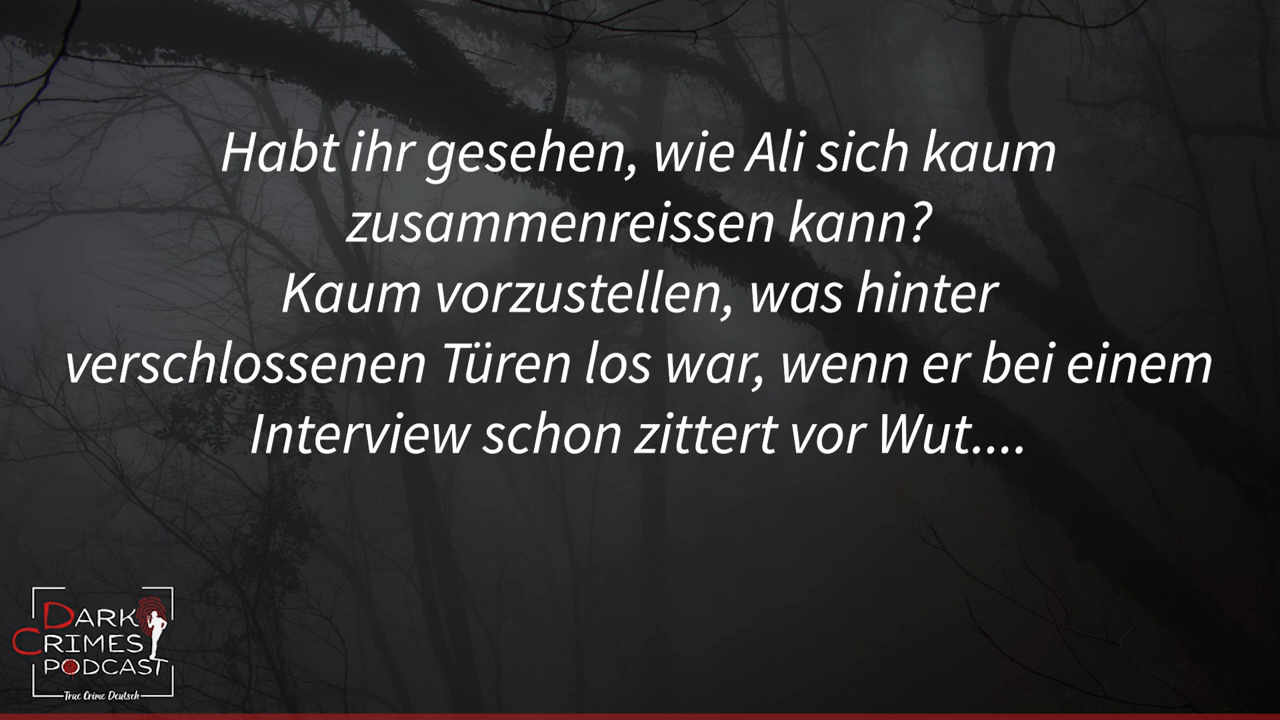 Habt ihr gesehen, wie Ali sich kaum
zusammenreissen kann?
Kaum vorzustellen, was hinter
verschlossenen Türen los war, wenn er bei einem
Interview schon zittert vor Wut....
DARK
CRIMES
PODCAST
True Crime Deutsch